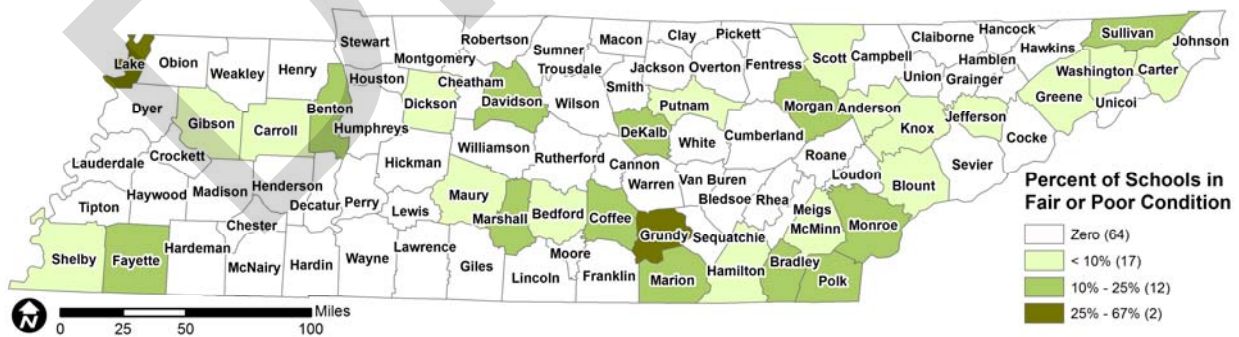 Stewart
Robertson
Macon
Clay
Pickett
Claiborne
Hancock
Sullivan
Johnson
Lake
Obion
Weakley
Henry
Montgomery
Sumner
Trousdale
Jackson
Overton
Fentress
Scott
Campbell
Union
Grainger
Hamblen
Hawkins
Washington
Carter
Houston
Cheatham
Smith
Dyer
Gibson
Carroll
Benton
Humphreys
Dickson
Davidson
Wilson
DeKalb
Putnam
White
Cumberland
Morgan
Anderson
Knox
Jefferson
Greene
Unicoi
Cocke
Lauderdale
Crockett
Hickman
Williamson
Rutherford
Cannon
Warren
Van Buren
Bledsoe
Rhea
Roane
Loudon
Blount
Sevier
Tipton
Haywood
Madison
Henderson
Decatur
Perry
Lewis
Maury
Marshall
Bedford
Coffee
Grundy
Sequatchie
Meigs
McMinn
Monroe
Shelby
Fayette
Hardeman
Chester
McNairy
Hardin
Wayne
Lawrence
Giles
Lincoln
Moore
Franklin
Marion
Hamilton
Bradley
Polk
Percent of Schools in
Fair or Poor Condition
Zero (64)
< 10% (17)
10% - 25% (12)
25% - 67% (2)
N
Miles
0 25 50 100